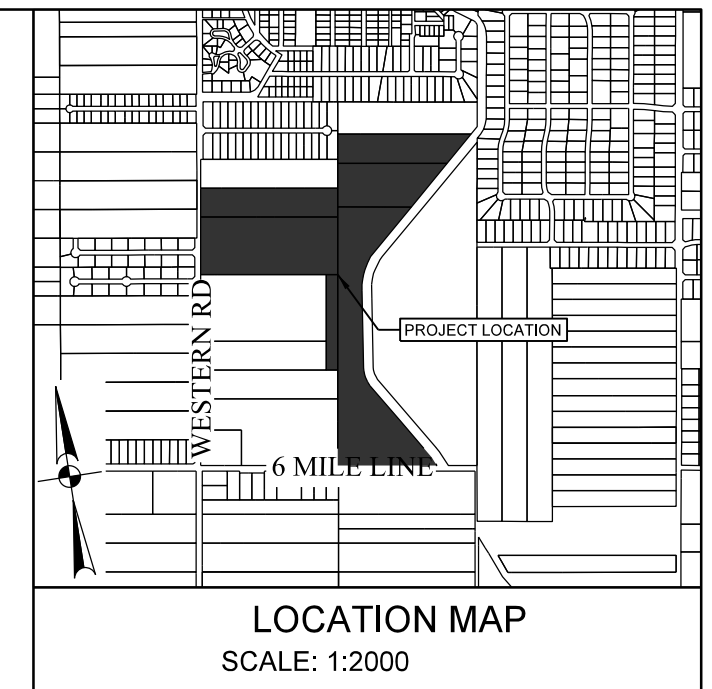 PROJECT LOCATION
WESTERN RD
6 MILE LINE
LOCATION MAP
SCALE: 1:2000